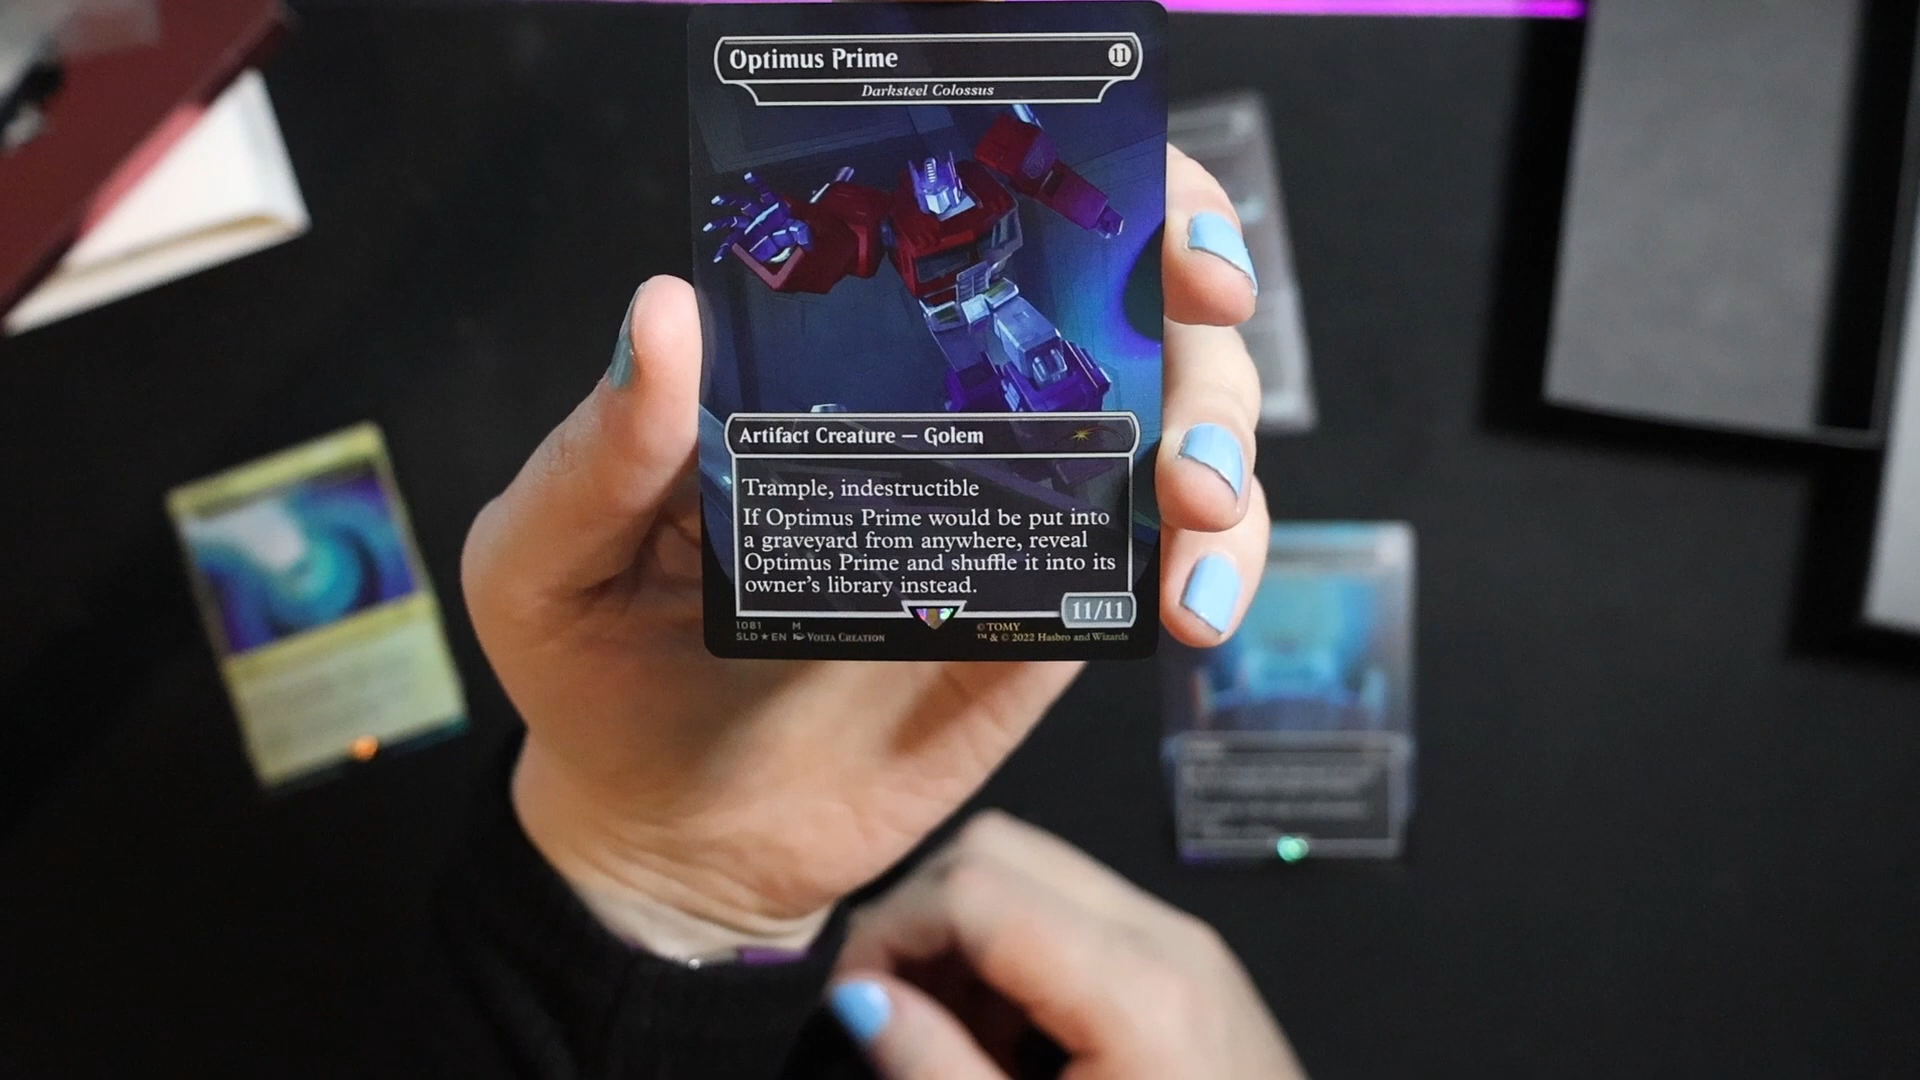 Optimus Prime 11
Darksteel Colossus
Artifact Creature — Golem
Trample, indestructible
If Optimus Prime would be put into
a graveyard from anywhere, reveal
Optimus Prime and shuffle it into its
owner's library instead.
11/11
1081 M
SLD ★ EN Volta Creation
© TOMY
™ & © 2022 Hasbro and Wizards